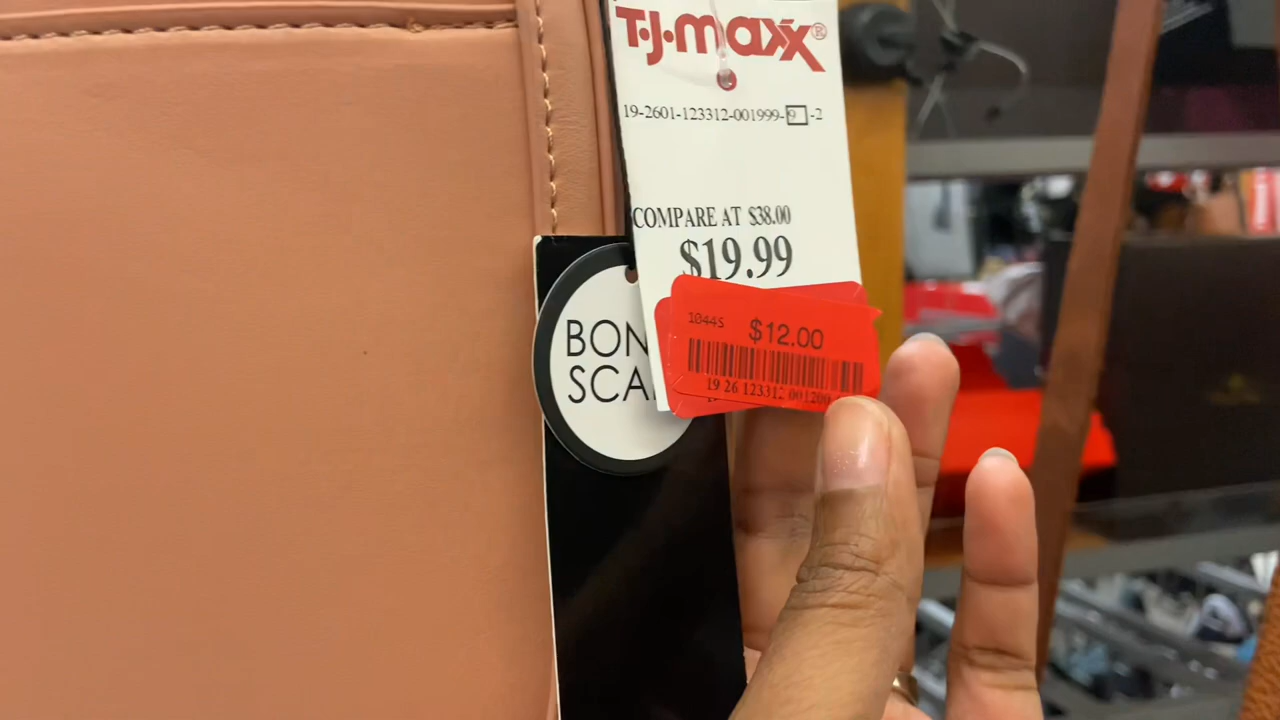 T·J·maxx®
19-2601-123312-001999-9-2
COMPARE AT $38.00
$19.99
10445
$12.00
19 26 123312 001200
BON
SCA